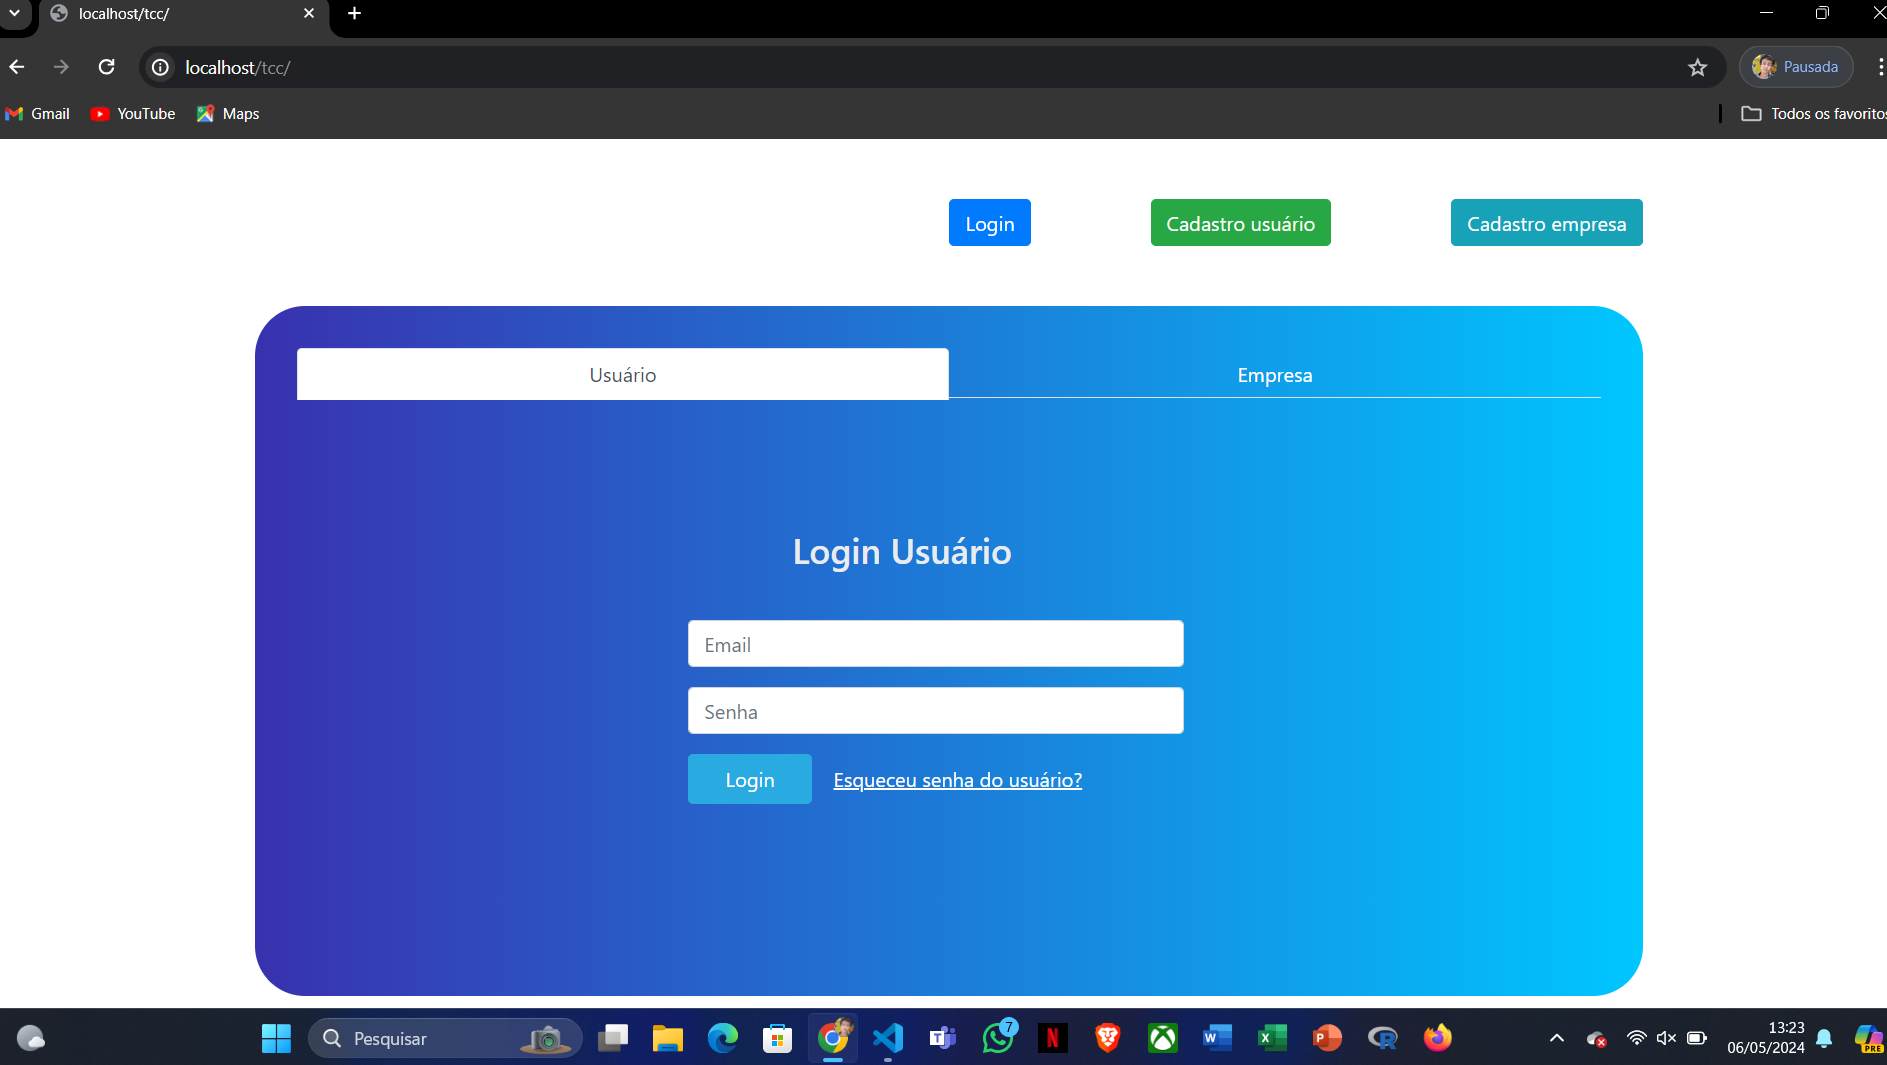 localhost/tcc/
localhost/tcc/
Pausada
Gmail
YouTube
Maps
Todos os favoritos
Login
Cadastro usuário
Cadastro empresa
Usuário
Empresa
Login Usuário
Email
Senha
Login
Esqueceu senha do usuário?
Pesquisar
7
13:23
06/05/2024
PRE